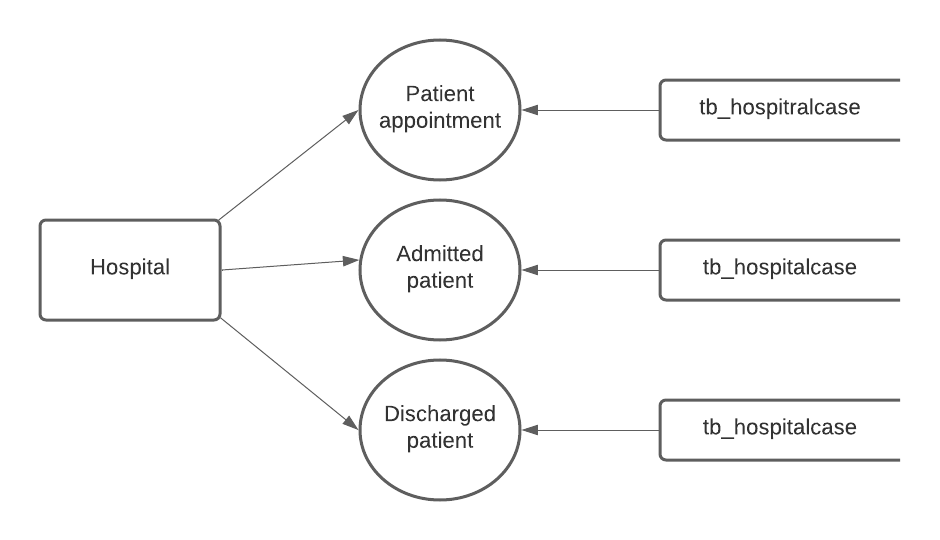 Patient
appointment
tb_hospitralcase
Hospital
Admitted
patient
tb_hospitalcase
Discharged
patient
tb_hospitalcase